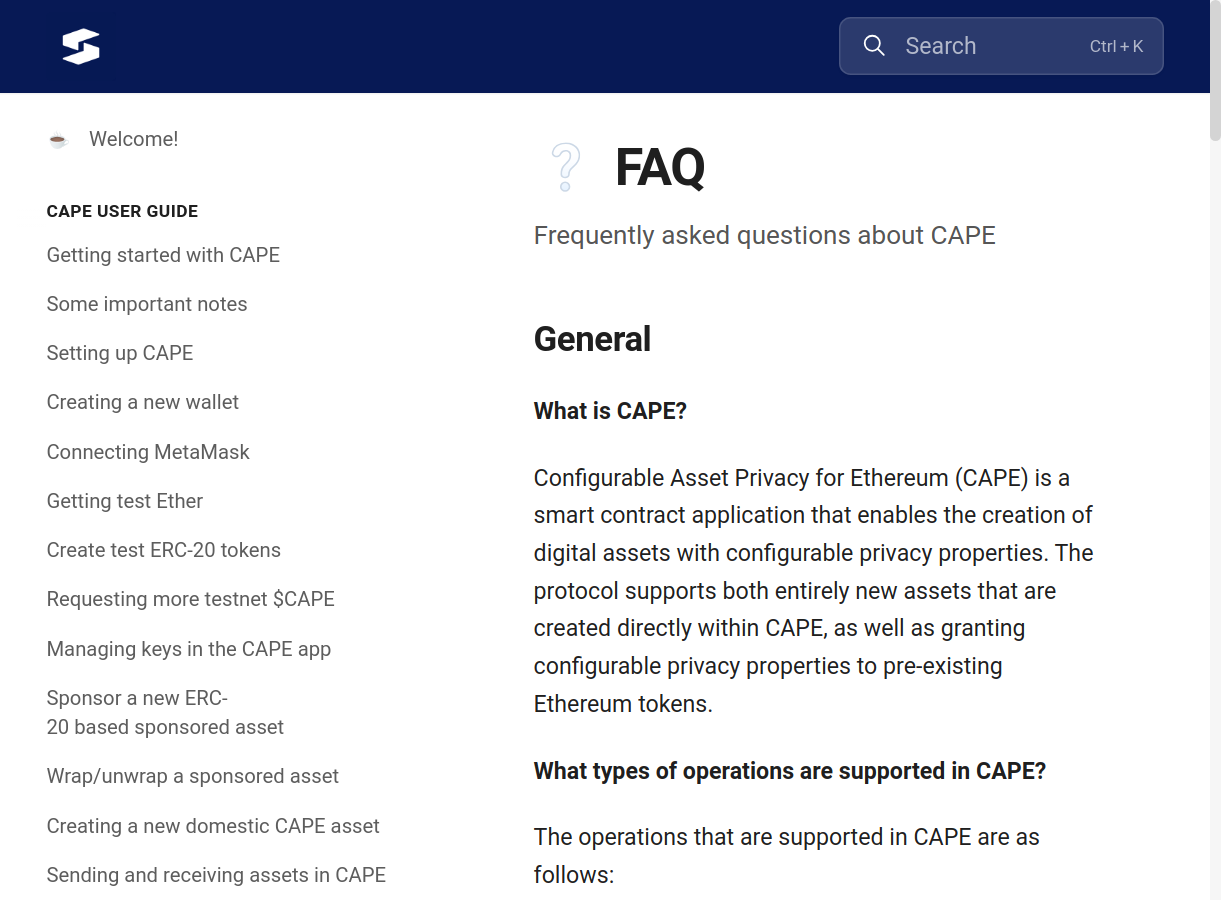 Search
Ctrl + K
Welcome!
CAPE USER GUIDE
Getting started with CAPE
Some important notes
Setting up CAPE
Creating a new wallet
Connecting MetaMask
Getting test Ether
Create test ERC-20 tokens
Requesting more testnet $CAPE
Managing keys in the CAPE app
Sponsor a new ERC-
20 based sponsored asset
Wrap/unwrap a sponsored asset
Creating a new domestic CAPE asset
Sending and receiving assets in CAPE
FAQ
Frequently asked questions about CAPE
General
What is CAPE?
Configurable Asset Privacy for Ethereum (CAPE) is a
smart contract application that enables the creation of
digital assets with configurable privacy properties. The
protocol supports both entirely new assets that are
created directly within CAPE, as well as granting
configurable privacy properties to pre-existing
Ethereum tokens.
What types of operations are supported in CAPE?
The operations that are supported in CAPE are as
follows: